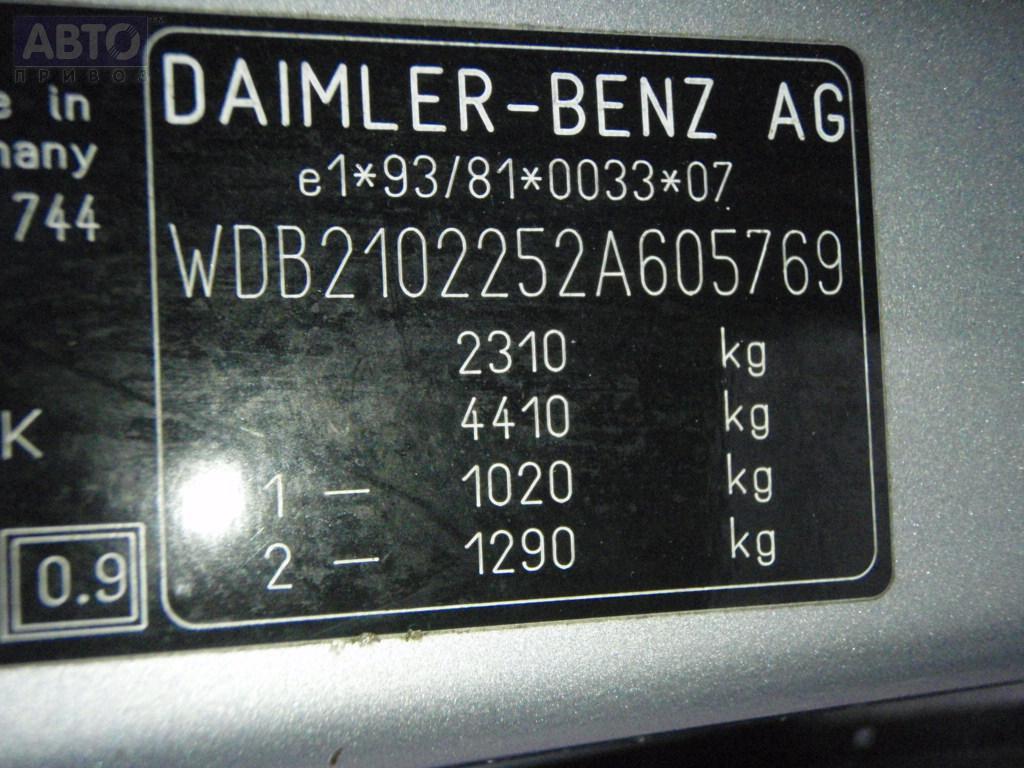 АВТО™
ПРИВОЗ
e in
many
744
K
0.9
DAIMLER-BENZ AG
e1*93/81*0033*07
WDB2102252A605769
2310 kg
4410 kg
1 — 1020 kg
2 — 1290 kg